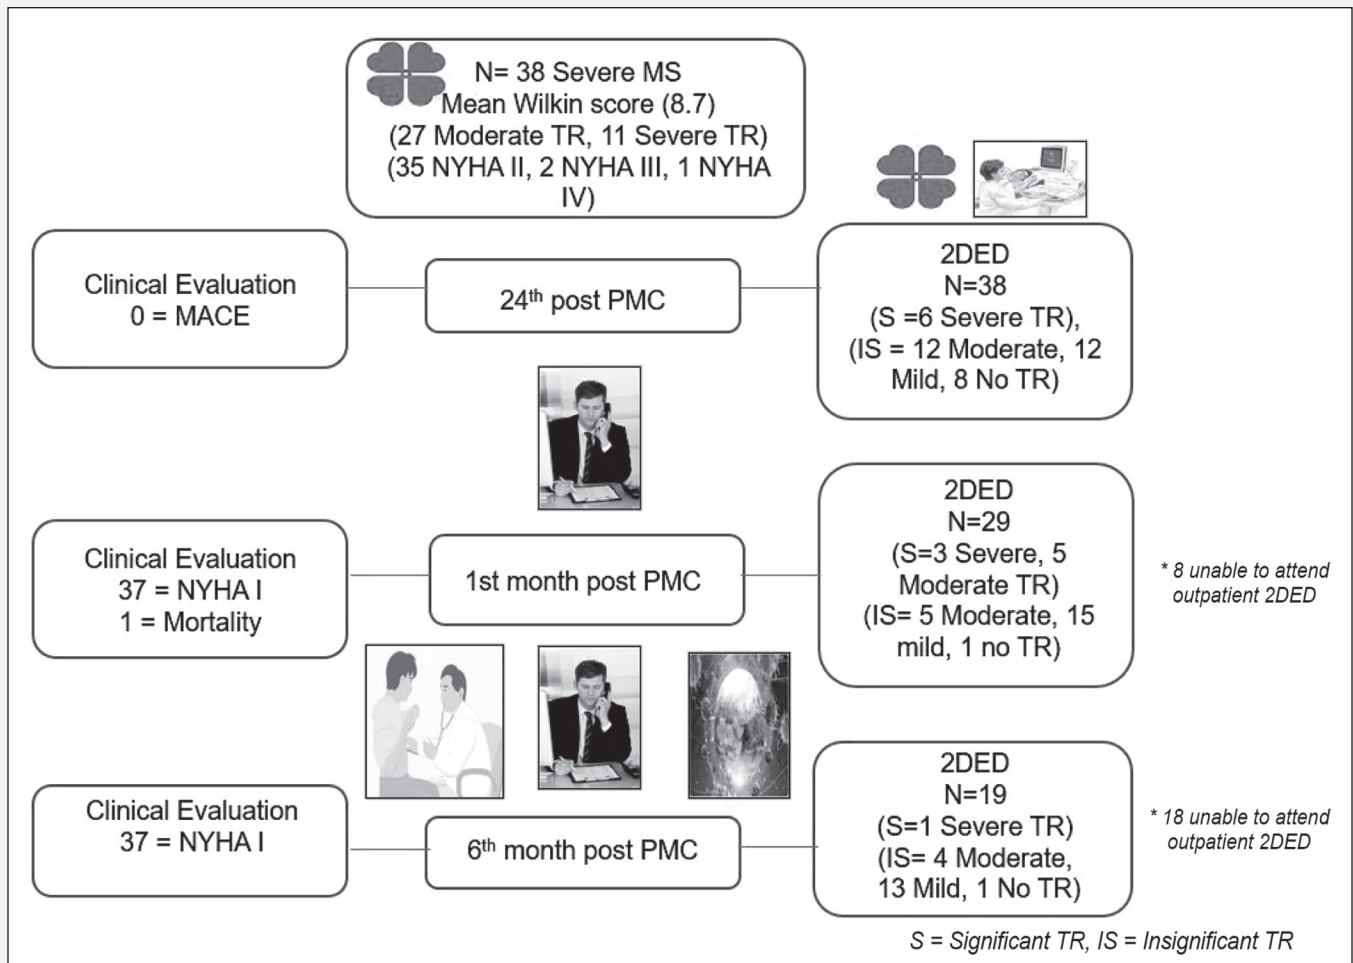 N= 38 Severe MS
Mean Wilkin score (8.7)
(27 Moderate TR, 11 Severe TR)
(35 NYHA II, 2 NYHA III, 1 NYHA
IV)
Clinical Evaluation
0 = MACE
24th post PMC
2DED
N=38
(S =6 Severe TR),
(IS = 12 Moderate, 12
Mild, 8 No TR)
Clinical Evaluation
37 = NYHA I
1 = Mortality
1st month post PMC
2DED
N=29
(S=3 Severe, 5
Moderate TR)
(IS= 5 Moderate, 15
mild, 1 no TR)
* 8 unable to attend
outpatient 2DED
Clinical Evaluation
37 = NYHA I
6th month post PMC
2DED
N=19
(S=1 Severe TR)
(IS= 4 Moderate,
13 Mild, 1 No TR)
* 18 unable to attend
outpatient 2DED
S = Significant TR, IS = Insignificant TR